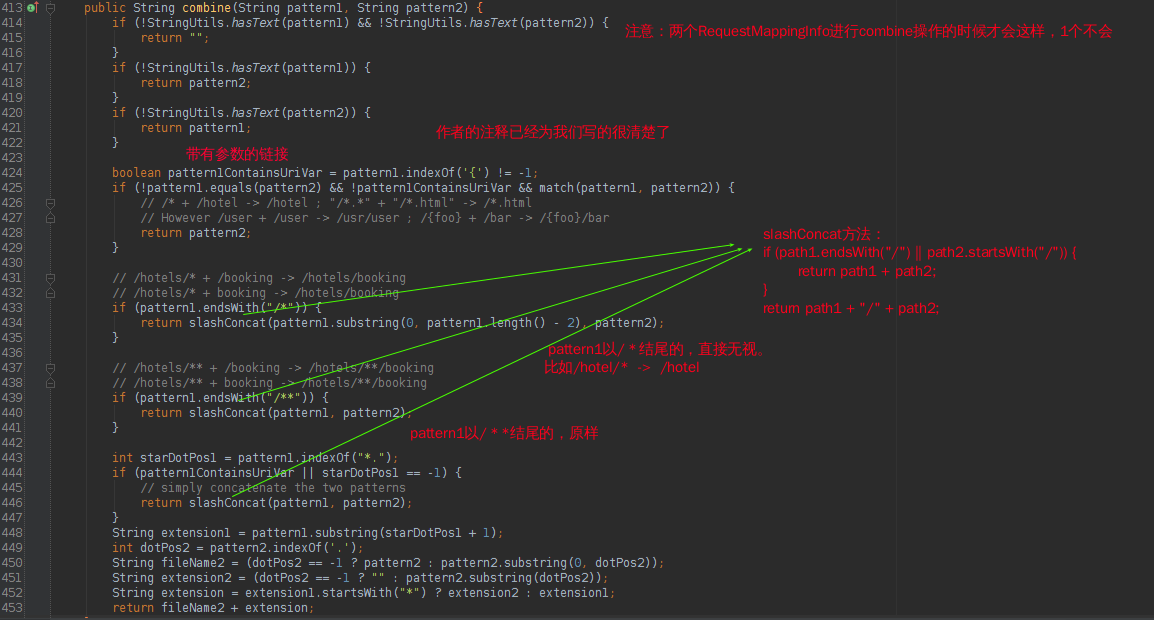 413 public String combine(String pattern1, String pattern2) {
414 if (!StringUtils.hasText(pattern1) && !StringUtils.hasText(pattern2)) {
注意：两个RequestMappingInfo进行combine操作的时候才会这样，1个不会
415 return "";
416 }
417 if (!StringUtils.hasText(pattern1)) {
418 return pattern2;
419 }
420 if (!StringUtils.hasText(pattern2)) {
421 return pattern1;
作者的注释已经为我们写的很清楚了
422 }
423
带有参数的链接
424 boolean pattern1ContainsUriVar = pattern1.indexOf('{') != -1;
425 if (!pattern1.equals(pattern2) && !pattern1ContainsUriVar && match(pattern1, pattern2)) {
426 // /* + /hotel -> /hotel ; "/*.*" + "/*.html" -> /*.html
427 // However /user + /user -> /usr/user ; /{foo} + /bar -> /{foo}/bar
428 return pattern2;
429 }
430
431 // /hotels/* + /booking -> /hotels/booking
432 // /hotels/* + booking -> /hotels/booking
433 if (pattern1.endsWith("/*")) {
434 return slashConcat(pattern1.substring(0, pattern1.length() - 2), pattern2);
435 }
436
slashConcat方法：
if (path1.endsWith("/") || path2.startsWith("/")) {
return path1 + path2;
}
return path1 + "/" + path2;
pattern1以/ * 结尾的，直接无视。
比如/hotel/* -> /hotel
437 // /hotels/** + /booking -> /hotels/**/booking
438 // /hotels/** + booking -> /hotels/**/booking
439 if (pattern1.endsWith("/**")) {
440 return slashConcat(pattern1, pattern2);
441 }
pattern1以/ * *结尾的，原样
442
443 int starDotPos1 = pattern1.indexOf("*.");
444 if (pattern1ContainsUriVar || starDotPos1 == -1) {
445 // simply concatenate the two patterns
446 return slashConcat(pattern1, pattern2);
447 }
448 String extension1 = pattern1.substring(starDotPos1 + 1);
449 int dotPos2 = pattern2.indexOf('.');
450 String fileName2 = (dotPos2 == -1 ? pattern2 : pattern2.substring(0, dotPos2));
451 String extension2 = (dotPos2 == -1 ? "" : pattern2.substring(dotPos2));
452 String extension = extension1.startsWith("*") ? extension2 : extension1;
453 return fileName2 + extension;